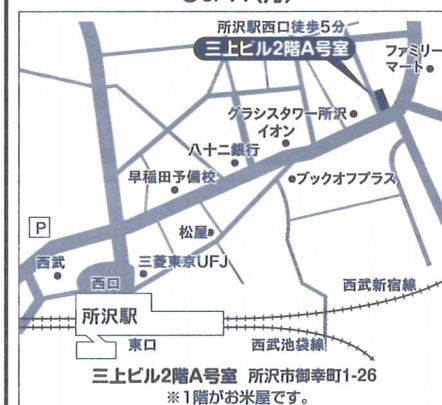 所沢駅西口徒歩5分
三上ビル2階A号室
ファミリー
マート
グラシスタワー所沢
イオン
八十二銀行
早稲田予備校
ブックオフプラス
P
松屋
西武
三菱東京UFJ
西口
西武新宿線
所沢駅
東口
西武池袋線
三上ビル2階A号室 所沢市御幸町1-26
※1階がお米屋です。